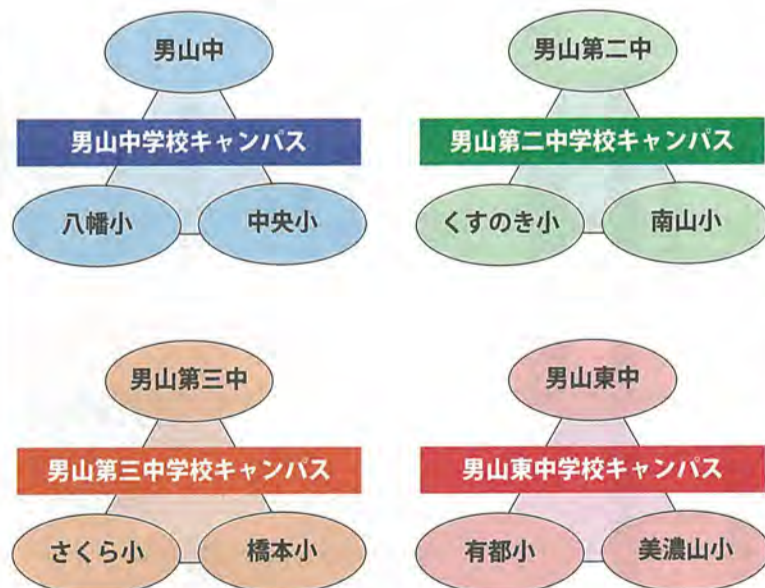 男山中
男山中学校キャンパス
八幡小
中央小
男山第二中
男山第二中学校キャンパス
くすのき小
南山小
男山第三中
男山第三中学校キャンパス
さくら小
橋本小
男山東中
男山東中学校キャンパス
有都小
美濃山小